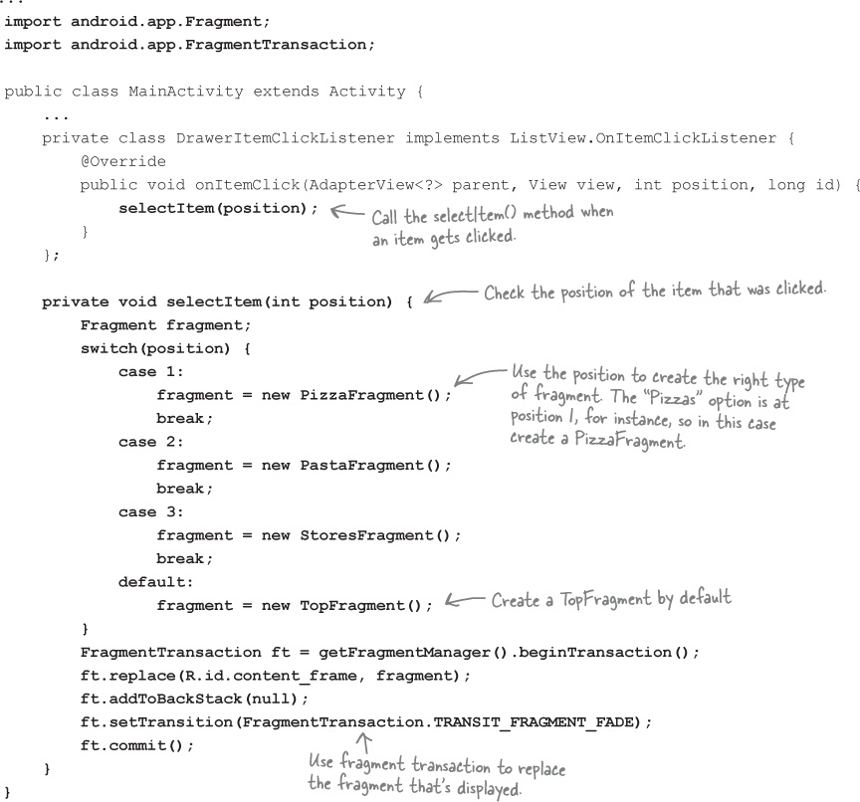 ...
import android.app.Fragment;
import android.app.FragmentTransaction;
public class MainActivity extends Activity {
...
private class DrawerItemClickListener implements ListView.OnItemClickListener {
@Override
public void onItemClick(AdapterView<?> parent, View view, int position, long id) {
selectItem(position);
Call the selectItem() method when
an item gets clicked.
}
};
private void selectItem(int position) {
Check the position of the item that was clicked.
Fragment fragment;
switch(position) {
case 1:
fragment = new PizzaFragment();
Use the position to create the right type
of fragment. The "Pizzas" option is at
position 1, for instance, so in this case
create a PizzaFragment.
break;
case 2:
fragment = new PastaFragment();
break;
case 3:
fragment = new StoresFragment();
break;
default:
fragment = new TopFragment();
Create a TopFragment by default
}
FragmentTransaction ft = getFragmentManager().beginTransaction();
ft.replace(R.id.content_frame, fragment);
ft.addToBackStack(null);
ft.setTransition(FragmentTransaction.TRANSIT_FRAGMENT_FADE);
ft.commit();
Use fragment transaction to replace
the fragment that's displayed.
}
}